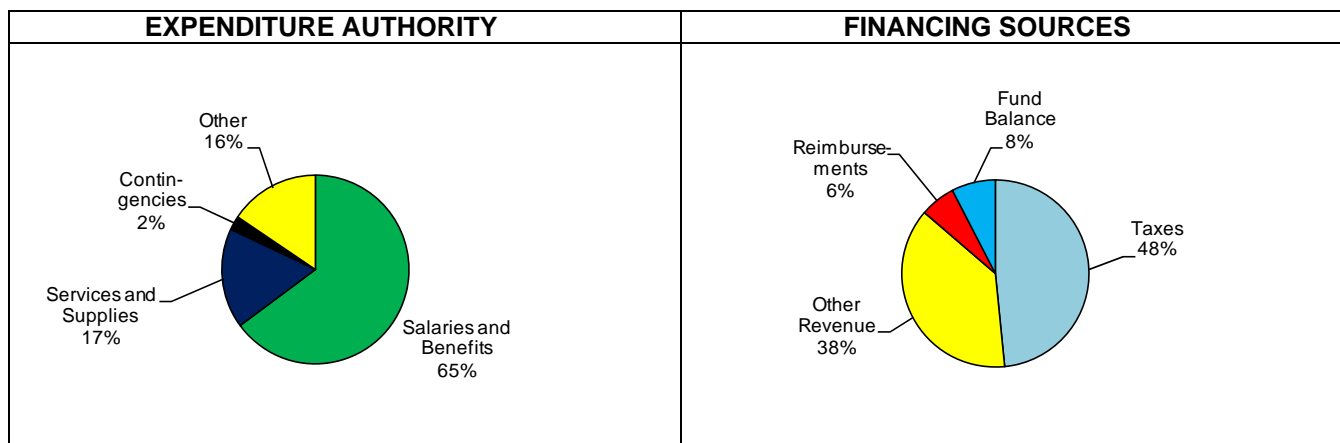 EXPENDITURE AUTHORITY
Other
16%
Contin-
gencies
2%
Services and
Supplies
17%
Salaries and
Benefits
65%
FINANCING SOURCES
Fund
Balance
8%
Reimburse-
ments
6%
Taxes
48%
Other
Revenue
38%